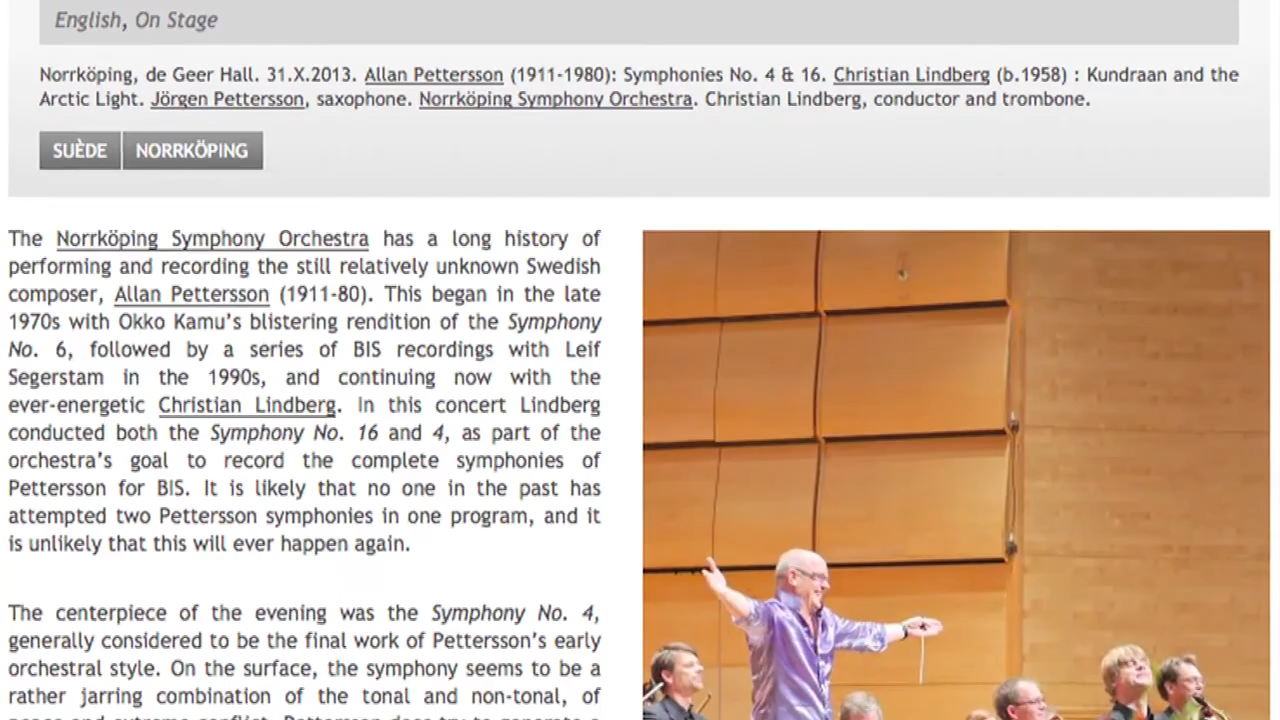 English, On Stage
Norrköping, de Geer Hall. 31.X.2013. Allan Pettersson (1911-1980): Symphonies No. 4 & 16. Christian Lindberg (b.1958) : Kundraan and the
Arctic Light. Jörgen Pettersson, saxophone. Norrköping Symphony Orchestra. Christian Lindberg, conductor and trombone.
SUÈDE NORRKÖPING
The Norrköping Symphony Orchestra has a long history of
performing and recording the still relatively unknown Swedish
composer, Allan Pettersson (1911-80). This began in the late
1970s with Okko Kamu's blistering rendition of the Symphony
No. 6, followed by a series of BIS recordings with Leif
Segerstam in the 1990s, and continuing now with the
ever-energetic Christian Lindberg. In this concert Lindberg
conducted both the Symphony No. 16 and 4, as part of the
orchestra's goal to record the complete symphonies of
Pettersson for BIS. It is likely that no one in the past has
attempted two Pettersson symphonies in one program, and it
is unlikely that this will ever happen again.
The centerpiece of the evening was the Symphony No. 4,
generally considered to be the final work of Pettersson's early
orchestral style. On the surface, the symphony seems to be a
rather jarring combination of the tonal and non-tonal, of